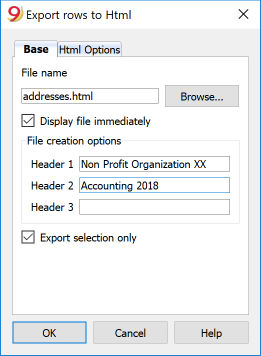 9 Export rows to Html
Base Html Options
File name
addresses.html Browse...
Display file immediately
File creation options
Header 1 Non Profit Organization XX
Header 2 Accounting 2018
Header 3
Export selection only
OK Cancel Help